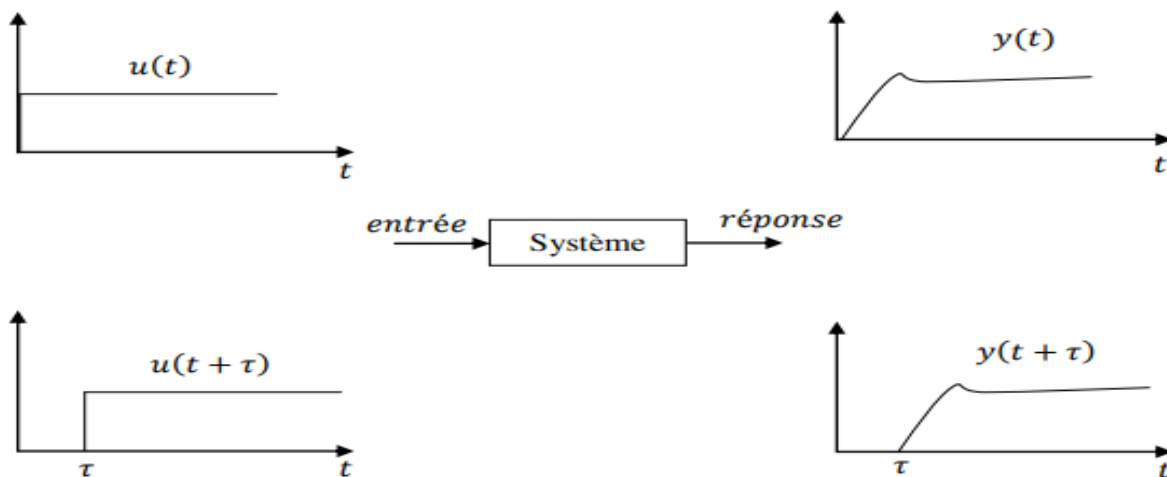 u(t)
t
y(t)
t
entrée
Système
réponse
u(t + τ)
τ
t
y(t + τ)
τ
t